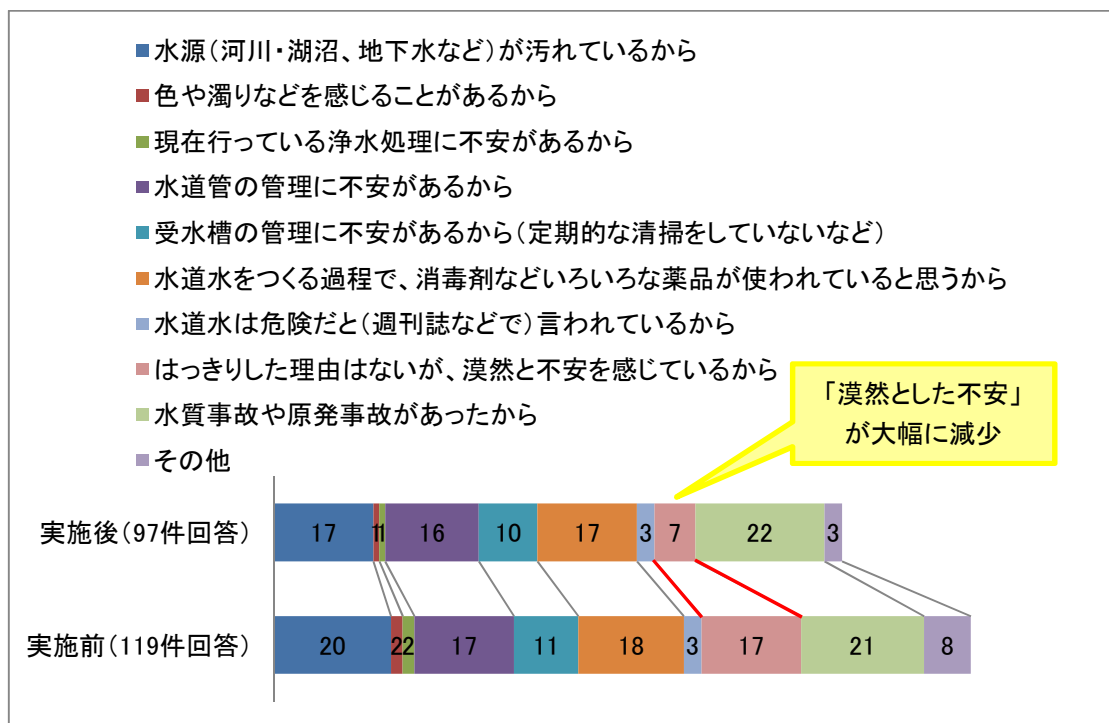 水源(河川・湖沼、地下水など)が汚れているから
色や濁りなどを感じることがあるから
現在行っている浄水処理に不安があるから
水道管の管理に不安があるから
受水槽の管理に不安があるから(定期的な清掃をしていないなど)
水道水をつくる過程で、消毒剤などいろいろな薬品が使われていると思うから
水道水は危険だと(週刊誌などで)言われているから
はっきりした理由はないが、漠然と不安を感じているから
水質事故や原発事故があったから
その他
「漠然とした不安」
が大幅に減少
実施後(97件回答) 17 1 1 16 10 17 3 7 22 3
実施前(119件回答) 20 2 2 17 11 18 3 17 21 8